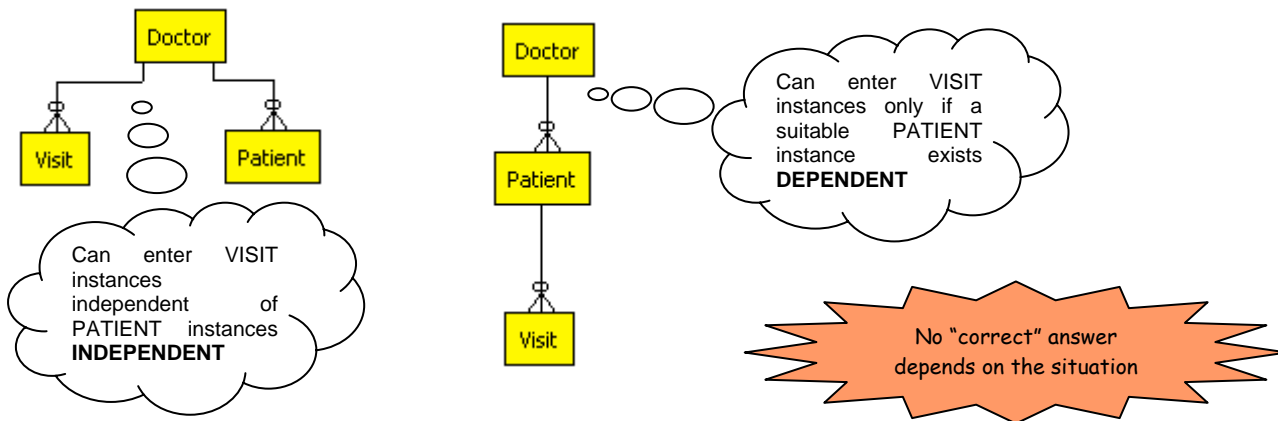 Doctor
Visit
Patient
Can enter VISIT
instances
independent of
PATIENT instances
INDEPENDENT
Doctor
Patient
Visit
Can enter VISIT
instances only if a
suitable PATIENT
instance exists
DEPENDENT
No “correct” answer
depends on the situation